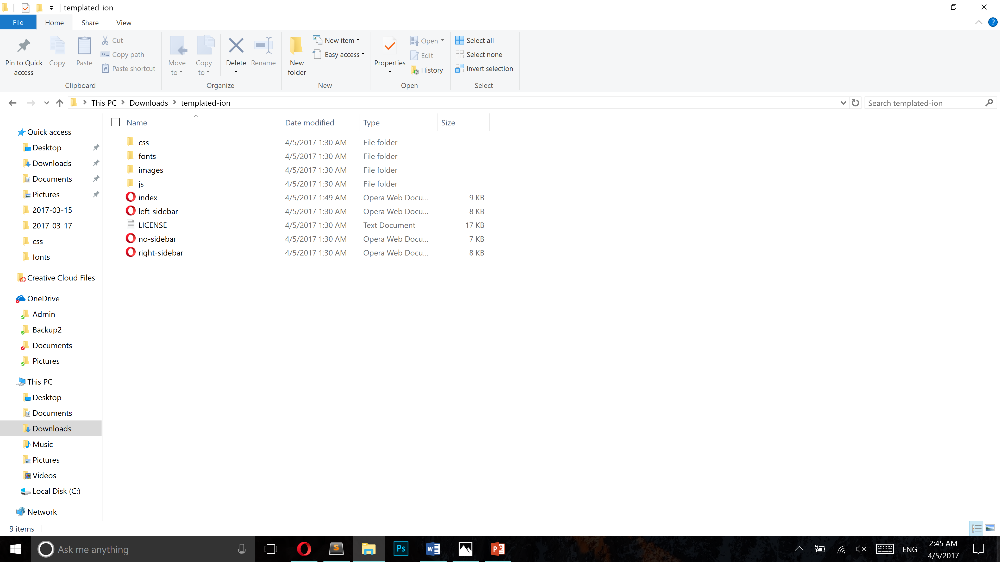 templated-ion
File Home Share View
Pin to Quick access
Copy
Paste
Cut
Copy path
Paste shortcut
Clipboard
Move to
Copy to
Delete
Rename
Organize
New folder
New item
Easy access
New
Properties
Open
Edit
History
Open
Select all
Select none
Invert selection
Select
This PC > Downloads > templated-ion
Search templated-ion
Quick access
Desktop
Downloads
Documents
Pictures
2017-03-15
2017-03-17
css
fonts
Creative Cloud Files
OneDrive
Admin
Backup2
Documents
Pictures
This PC
Desktop
Documents
Downloads
Music
Pictures
Videos
Local Disk (C:)
Network
Name Date modified Type Size
css 4/5/2017 1:30 AM File folder
fonts 4/5/2017 1:30 AM File folder
images 4/5/2017 1:30 AM File folder
js 4/5/2017 1:30 AM File folder
index 4/5/2017 1:49 AM Opera Web Docu... 9 KB
left-sidebar 4/5/2017 1:30 AM Opera Web Docu... 8 KB
LICENSE 4/5/2017 1:30 AM Text Document 17 KB
no-sidebar 4/5/2017 1:30 AM Opera Web Docu... 7 KB
right-sidebar 4/5/2017 1:30 AM Opera Web Docu... 8 KB
9 items
Ask me anything
S
Ps
W
P
ENG
2:45 AM
4/5/2017